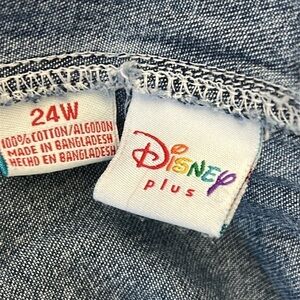 24W
100% COTTON/ALGODON
MADE IN BANGLADESH
HECHO EN BANGLADESH
Disney
plus